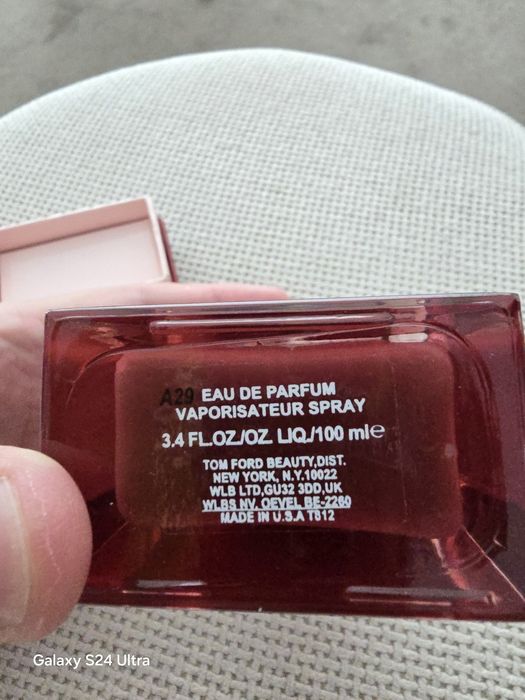 A29 EAU DE PARFUM
VAPORISATEUR SPRAY
3.4 FL.OZ/OZ. LIQ./100 ml℮
TOM FORD BEAUTY,DIST.
NEW YORK, N.Y.10022
WLB LTD,GU32 3DD,UK
WLBS NV. OEVEL BE-2260
MADE IN U.S.A T812
Galaxy S24 Ultra